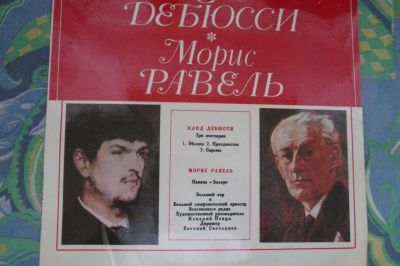 ДЕБЮССИ
*
Морис
РАВЕЛЬ
КЛОД ДЕБЮССИ
Три ноктюрна
1. Облака 2. Празднества
3. Сирены
МОРИС РАВЕЛЬ
Павана • Болеро
Большой хор
и
Большой симфонический оркестр
Всесоюзного радио
Художественный руководитель
Клавдий Птица
Дирижер
Евгений Светланов